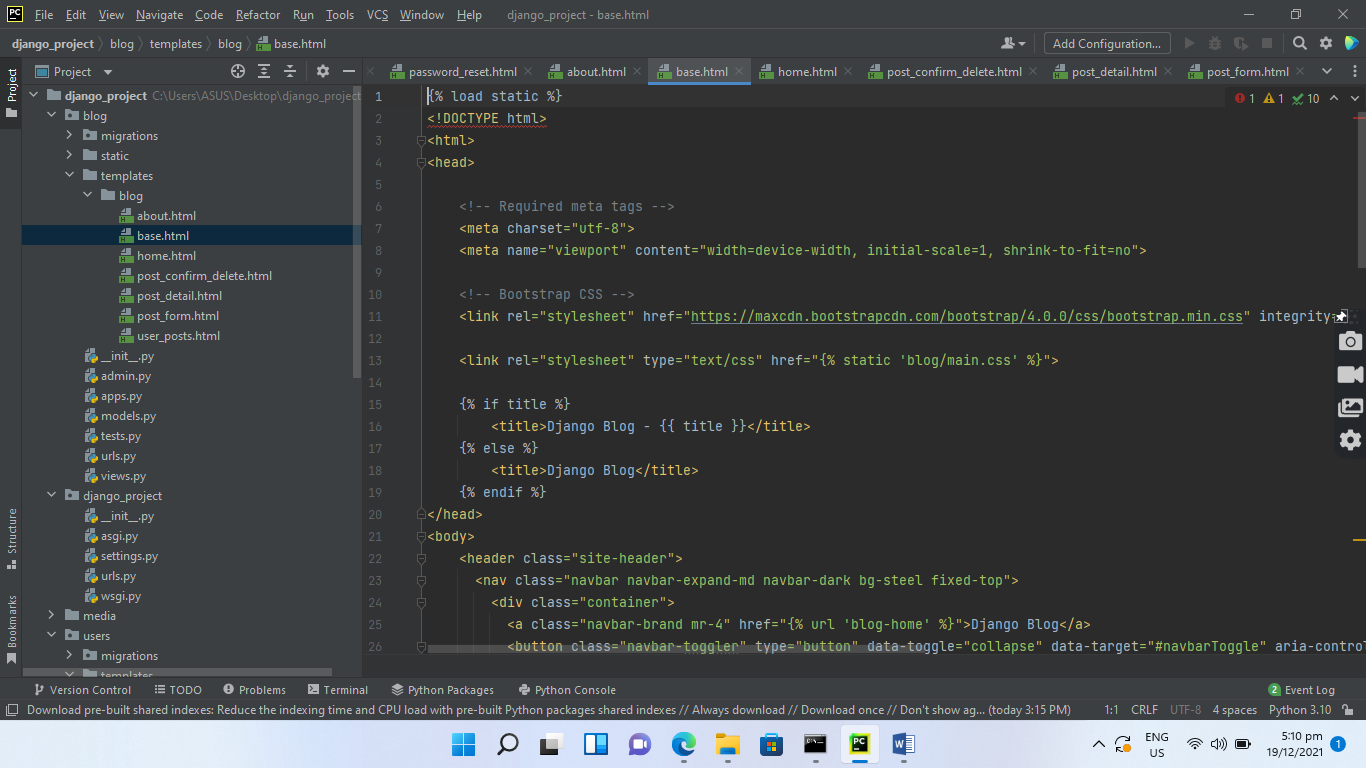 PC File Edit View Navigate Code Refactor Run Tools VCS Window Help django_project - base.html
django_project blog templates blog base.html Add Configuration...
Project
Structure
Bookmarks
Project
django_project C:\Users\ASUS\Desktop\django_project
blog
migrations
static
templates
blog
about.html
base.html
home.html
post_confirm_delete.html
post_detail.html
post_form.html
user_posts.html
__init__.py
admin.py
apps.py
models.py
tests.py
urls.py
views.py
django_project
__init__.py
asgi.py
settings.py
urls.py
wsgi.py
media
users
migrations
templates
password_reset.html about.html base.html home.html post_confirm_delete.html post_detail.html post_form.html
1 1 10
1 {% load static %}
2 <!DOCTYPE html>
3 <html>
4 <head>
5
6 <!-- Required meta tags -->
7 <meta charset="utf-8">
8 <meta name="viewport" content="width=device-width, initial-scale=1, shrink-to-fit=no">
9
10 <!-- Bootstrap CSS -->
11 <link rel="stylesheet" href="https://maxcdn.bootstrapcdn.com/bootstrap/4.0.0/css/bootstrap.min.css" integrity=
12
13 <link rel="stylesheet" type="text/css" href="{% static 'blog/main.css' %}">
14
15 {% if title %}
16 <title>Django Blog - {{ title }}</title>
17 {% else %}
18 <title>Django Blog</title>
19 {% endif %}
20 </head>
21 <body>
22 <header class="site-header">
23 <nav class="navbar navbar-expand-md navbar-dark bg-steel fixed-top">
24 <div class="container">
25 <a class="navbar-brand mr-4" href="{% url 'blog-home' %}">Django Blog</a>
26 <button class="navbar-toggler" type="button" data-toggle="collapse" data-target="#navbarToggle" aria-control
Version Control TODO Problems Terminal Python Packages Python Console 2 Event Log
Download pre-built shared indexes: Reduce the indexing time and CPU load with pre-built Python packages shared indexes // Always download // Download once // Don't show ag... (today 3:15 PM) 1:1 CRLF UTF-8 4 spaces Python 3.10
PC W ENG 5:10 pm
US 19/12/2021 1